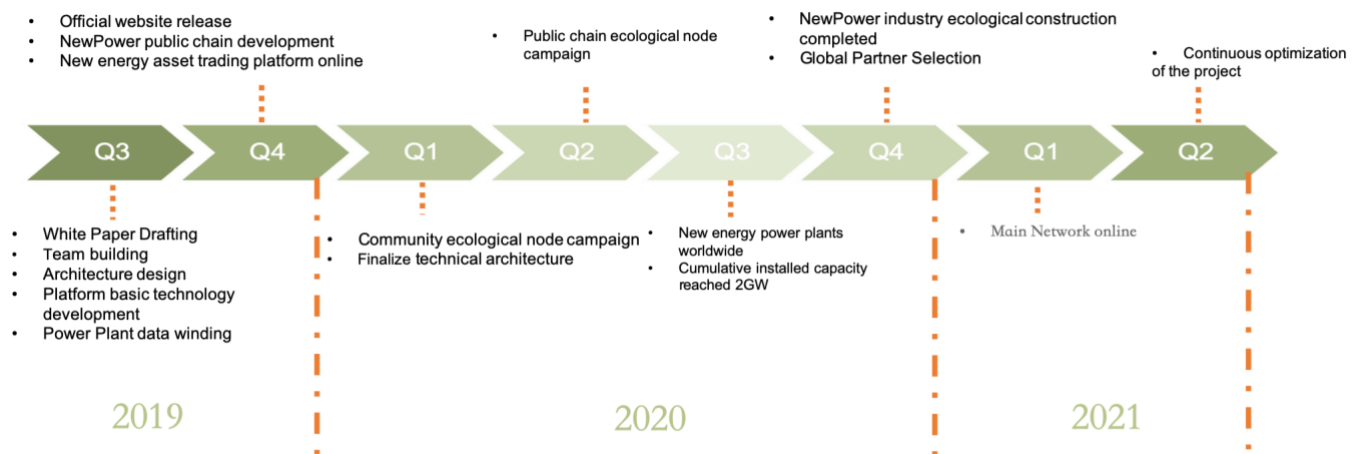 • Official website release
• NewPower public chain development
• New energy asset trading platform online
• Public chain ecological node
campaign
• NewPower industry ecological construction
completed
• Global Partner Selection
• Continuous optimization
of the project
Q3
Q4
Q1
Q2
Q3
Q4
Q1
Q2
• White Paper Drafting
• Team building
• Architecture design
• Platform basic technology
development
• Power Plant data winding
• Community ecological node campaign
• Finalize technical architecture
• New energy power plants
worldwide
• Cumulative installed capacity
reached 2GW
• Main Network online
2019
2020
2021